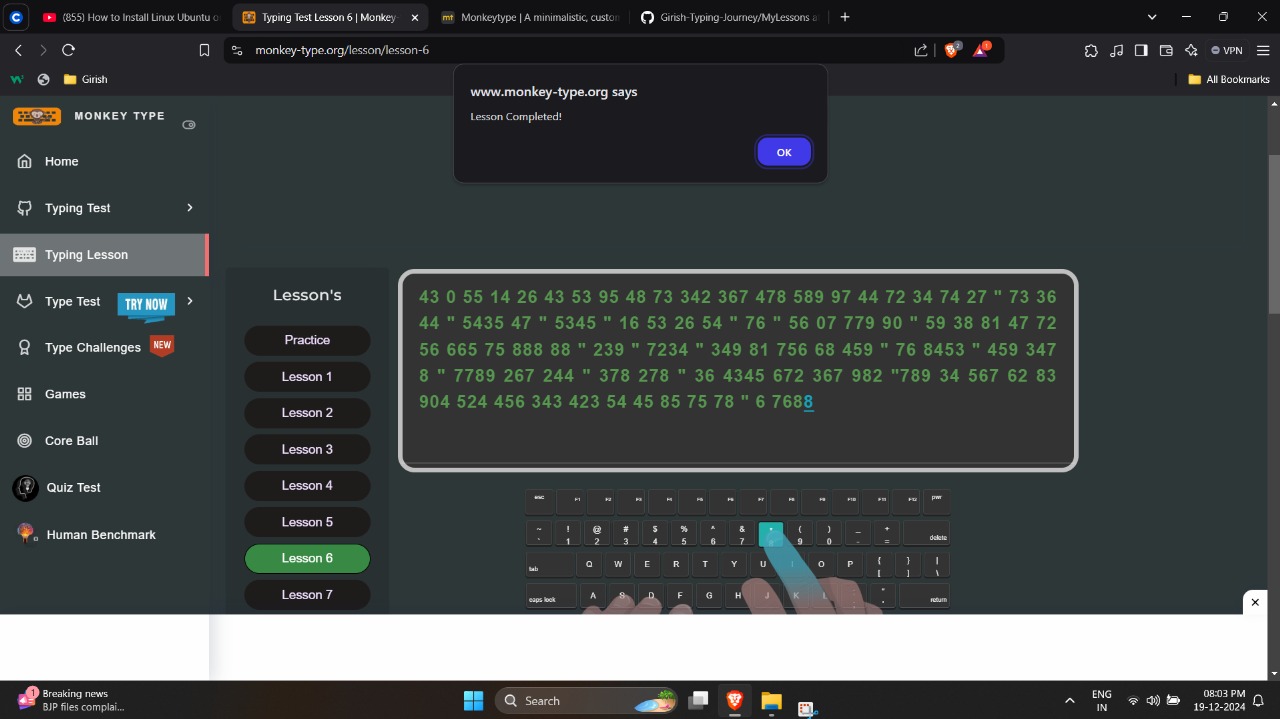 (855) How to Install Linux Ubuntu o
Typing Test Lesson 6 | Monkey-
mt
Monkeytype | A minimalistic, custom
Girish-Typing-Journey/MyLessons a
monkey-type.org/lesson/lesson-6
2
1
VPN
Girish
All Bookmarks
www.monkey-type.org says
Lesson Completed!
OK
MONKEY TYPE
Home
Typing Test
Typing Lesson
Type Test
TRY NOW
Type Challenges
NEW
Games
Core Ball
Quiz Test
Human Benchmark
Lesson's
Practice
Lesson 1
Lesson 2
Lesson 3
Lesson 4
Lesson 5
Lesson 6
Lesson 7
43 0 55 14 26 43 53 95 48 73 342 367 478 589 97 44 72 34 74 27 " 73 36
44 " 5435 47 " 5345 " 16 53 26 54 " 76 " 56 07 779 90 " 59 38 81 47 72
56 665 75 888 88 " 239 " 7234 " 349 81 756 68 459 " 76 8453 " 459 347
8 " 7789 267 244 " 378 278 " 36 4345 672 367 982 "789 34 567 62 83
904 524 456 343 423 54 45 85 75 78 " 6 7688
esc F1 F2 F3 F4 F5 F6 F7 F8 F9 F10 F11 F12 pwr
~ ! @ # $ % ^ & * ( ) _ +
` 1 2 3 4 5 6 7 9 0 - = delete
tab Q W E R T Y U I O P { [ } ] | \
caps lock A S D F G H J K L " return
Breaking news
BJP files complai...
1
Search
ENG
IN
08:03 PM
19-12-2024